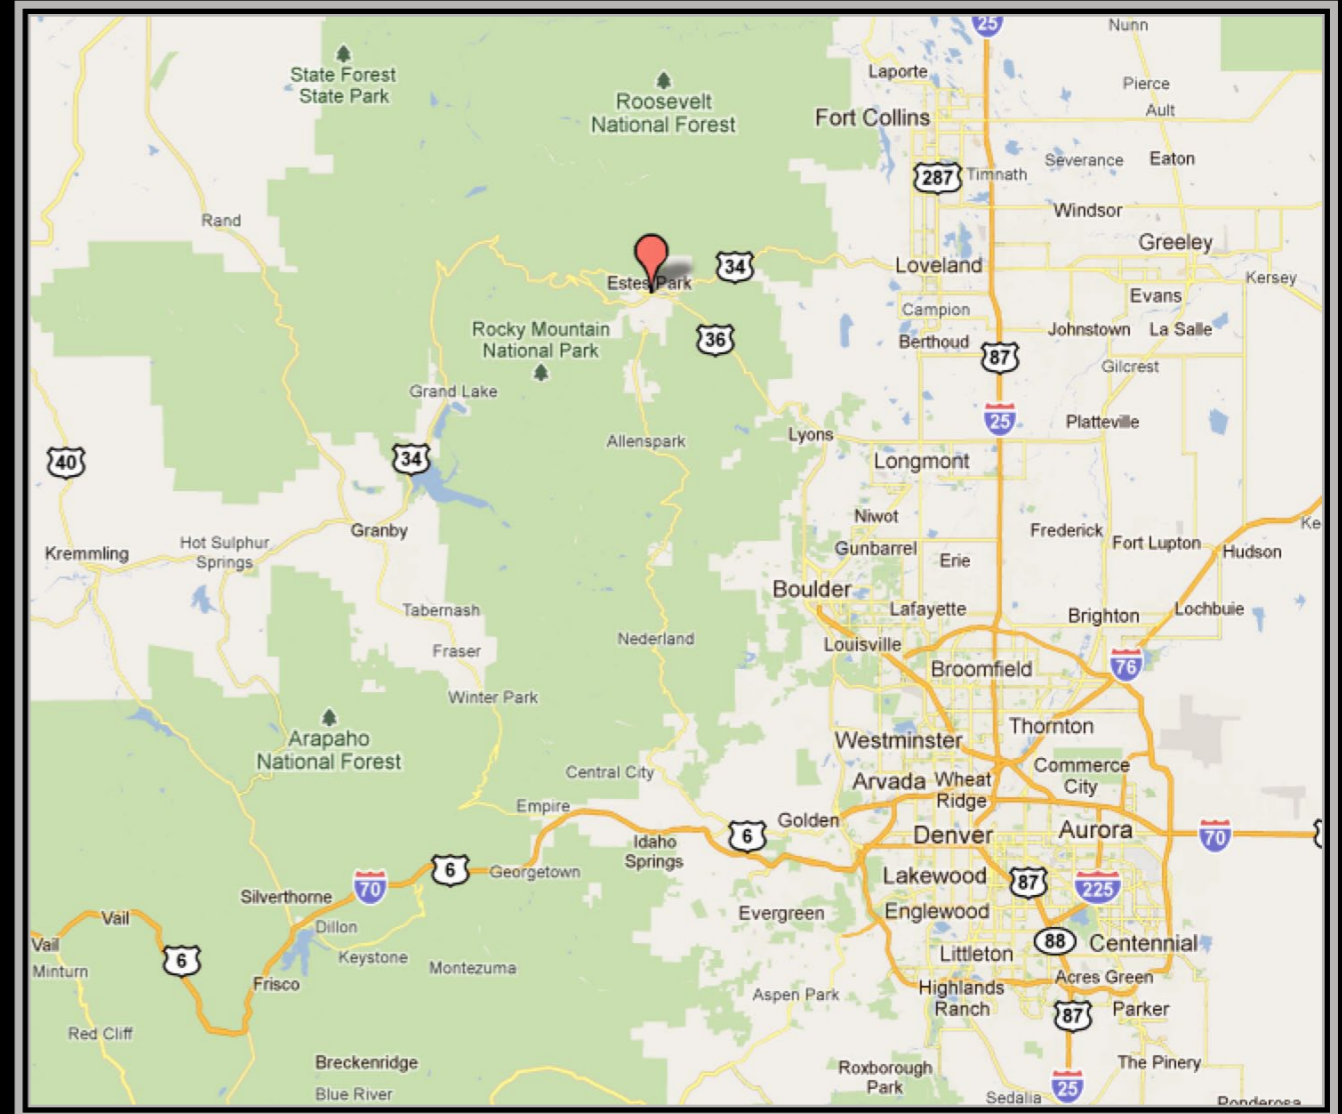 25
Nunn
State Forest
State Park
Laporte
Roosevelt
National Forest
Pierce
Fort Collins
Ault
287
Timnath
Severance
Eaton
Rand
Windsor
Greeley
34
Loveland
Estes Park
Kersey
Campion
Evans
Rocky Mountain
National Park
36
Berthoud
Johnstown
La Salle
87
Gilcrest
Grand Lake
25
Platteville
Allenspark
Lyons
40
34
Longmont
Granby
Niwot
Frederick
Ke
Kremmling
Hot Sulphur
Springs
Gunbarrel
Erie
Fort Lupton
Hudson
Boulder
Tabernash
Lafayette
Brighton
Lochbuie
Fraser
Nederland
Louisville
Broomfield
76
Winter Park
Arapaho
National Forest
Thornton
Westminster
Central City
Arvada
Wheat
Ridge
Commerce
City
Empire
Golden
6
Idaho
Springs
Denver
Aurora
70
6
Georgetown
70
Silverthorne
Lakewood
87
225
Vail
Dillon
Evergreen
Englewood
Vail
Minturn
6
Keystone
Montezuma
Littleton
88
Centennial
Frisco
Aspen Park
Highlands
Ranch
Acres Green
87
Parker
Red Cliff
Breckenridge
Blue River
Roxborough
Park
The Pinery
25
Sedalia
Ponderosa